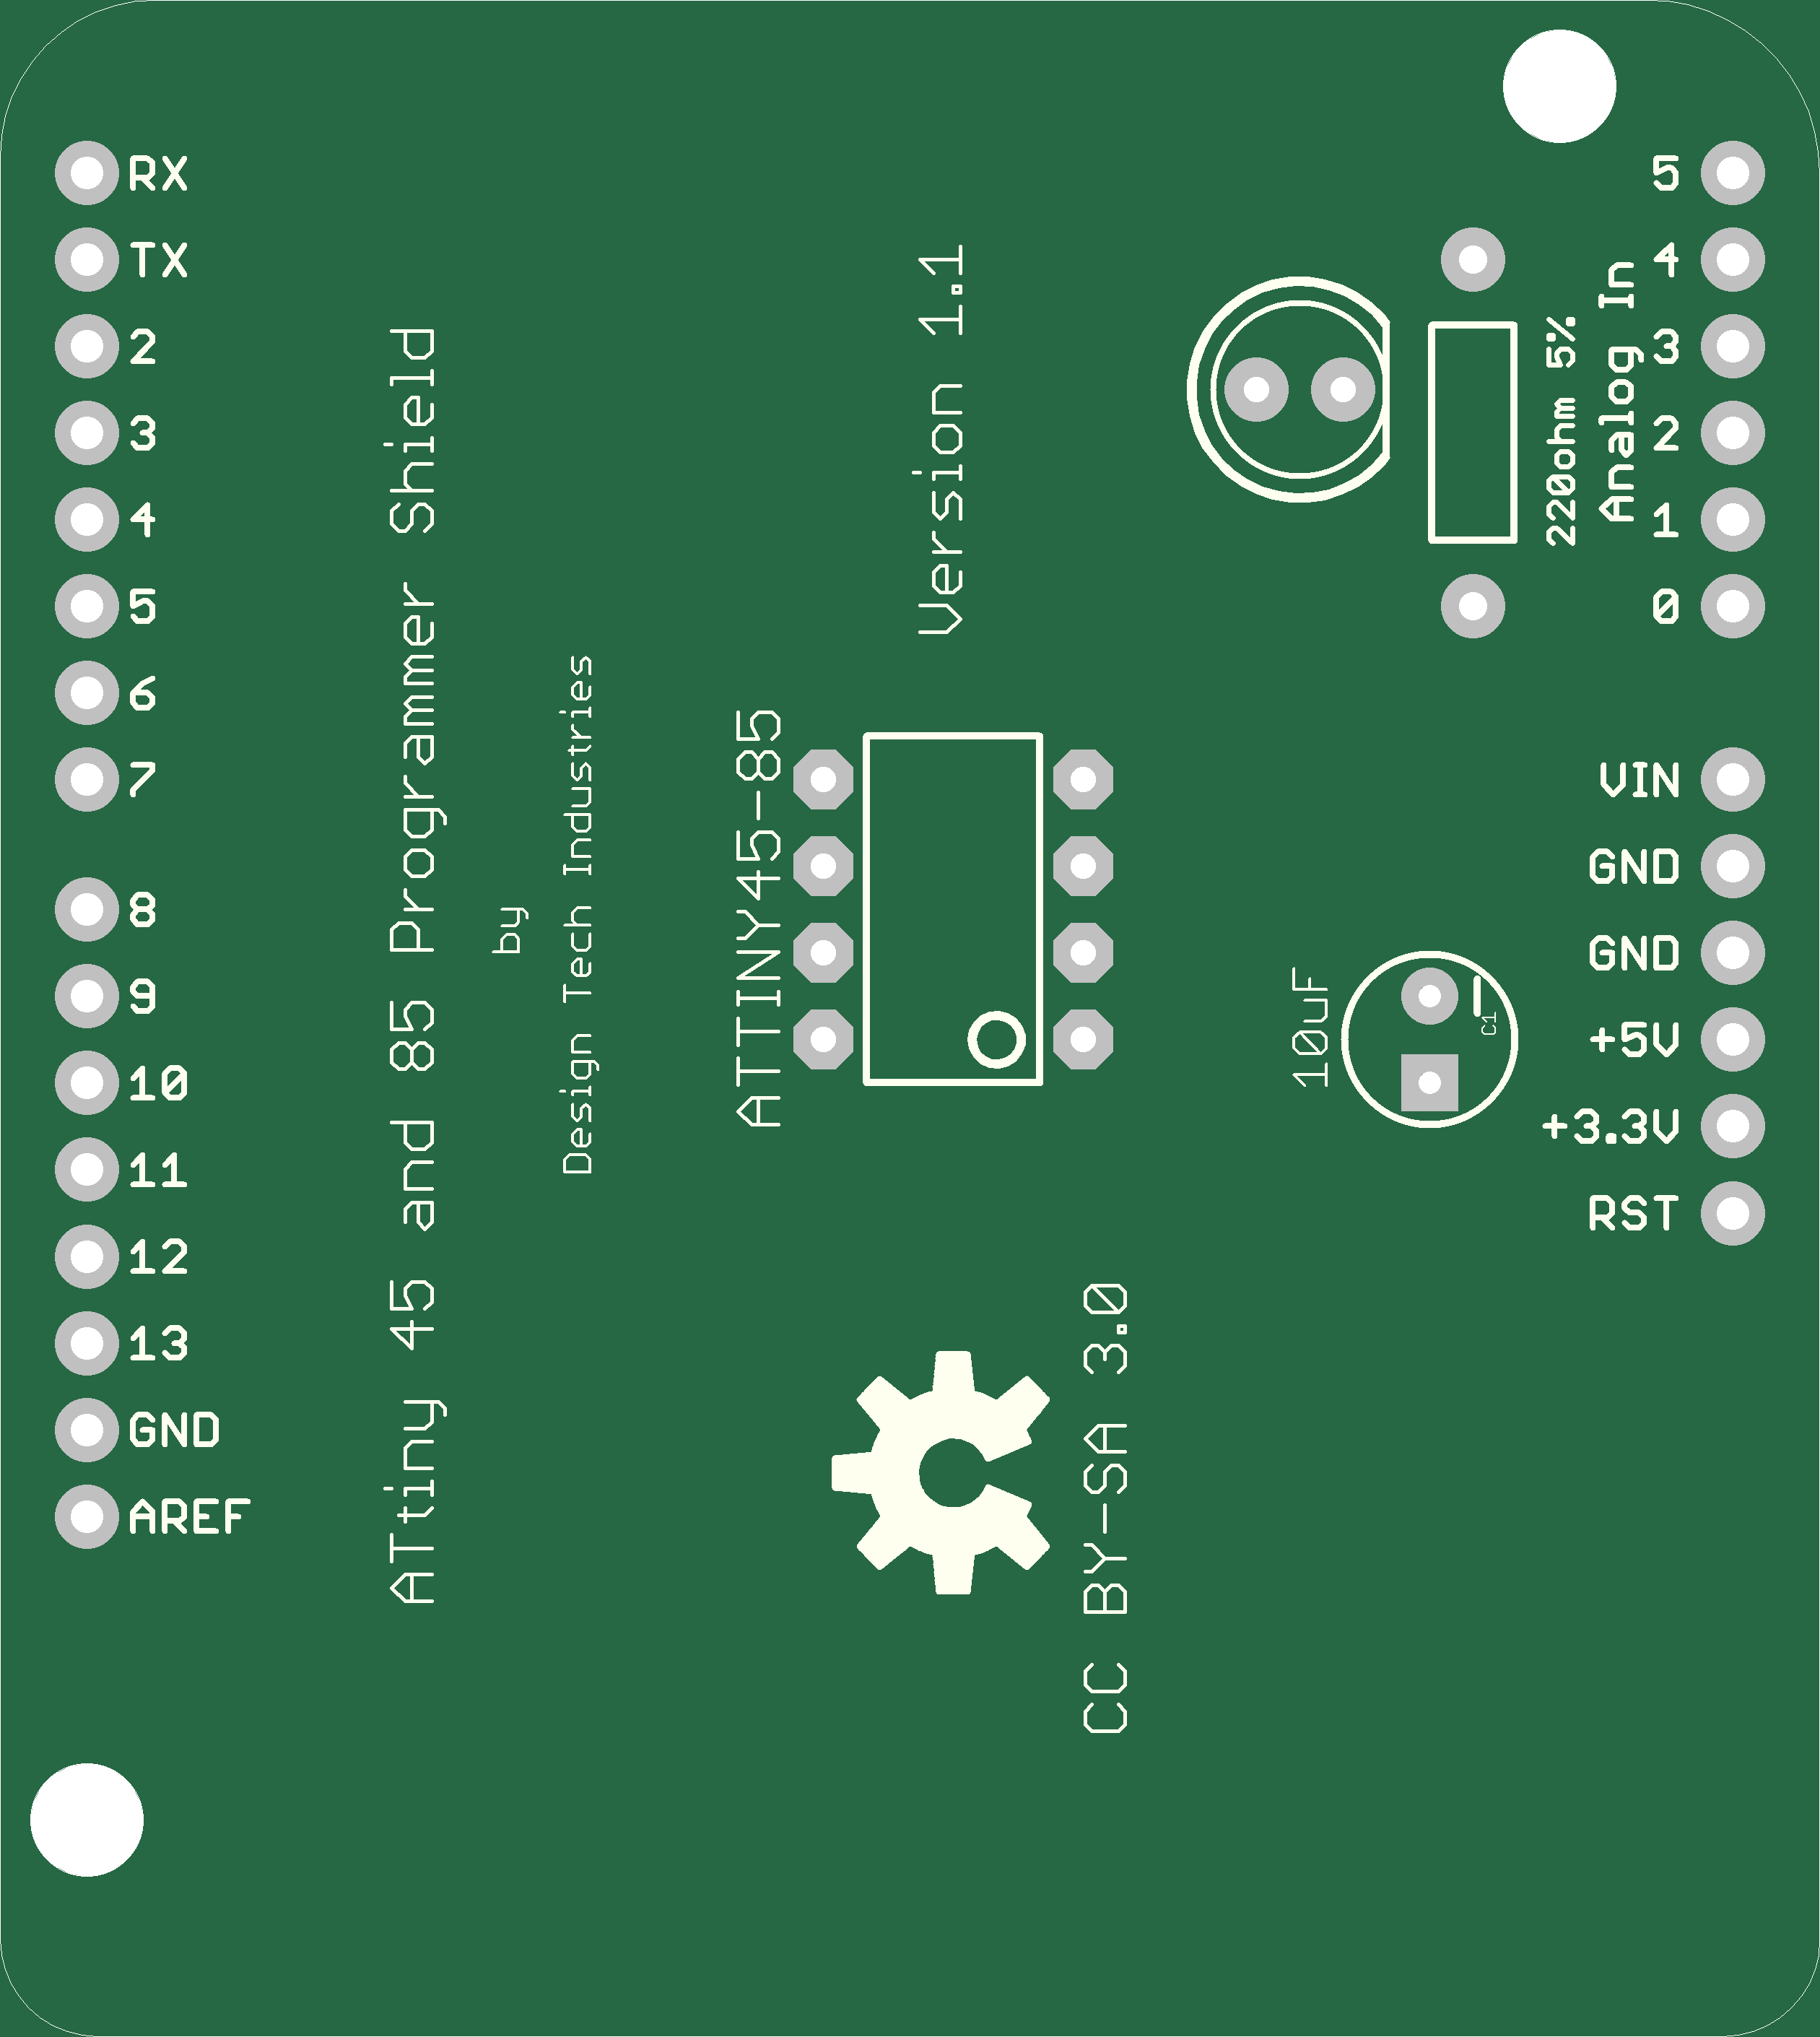 RX
TX
2
3
4
5
6
7
8
9
10
11
12
13
GND
AREF
ATtiny 45 and 85 Programmer Shield
by
Design Tech Industries
ATTINY45-85
Version 1.1
CC BY-SA 3.0
10uF
C1
220ohm 5%
Analog In
5
4
3
2
1
0
VIN
GND
GND
+5V
+3.3V
RST